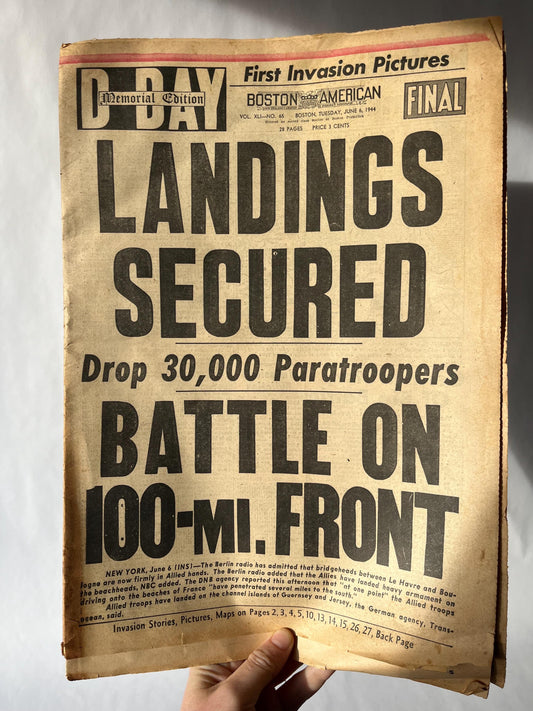 First Invasion Pictures
D-DAY
Memorial Edition
BOSTON AMERICAN
FINAL
VOL. XLI—NO. 65 BOSTON, TUESDAY, JUNE 6, 1944
28 PAGES PRICE 3 CENTS
LANDINGS
SECURED
Drop 30,000 Paratroopers
BATTLE ON
100-MI. FRONT
NEW YORK, June 6 (INS)—The Berlin radio has admitted that bridgeheads between Le Havre and Bou-
logne are now firmly in Allied hands. The Berlin radio added that the Allies have landed heavy armament on
the beachheads, NBC added. The DNB agency reported this afternoon that "at one point" the Allied troops
driving onto the beaches of France "have penetrated several miles to the south."
Allied troops have landed on the channel islands of Guernsey and Jersey, the German agency, Trans-
ocean, said.
Invasion Stories, Pictures, Maps on Pages 2, 3, 4, 5, 10, 13, 14, 15, 26, 27, Back Page